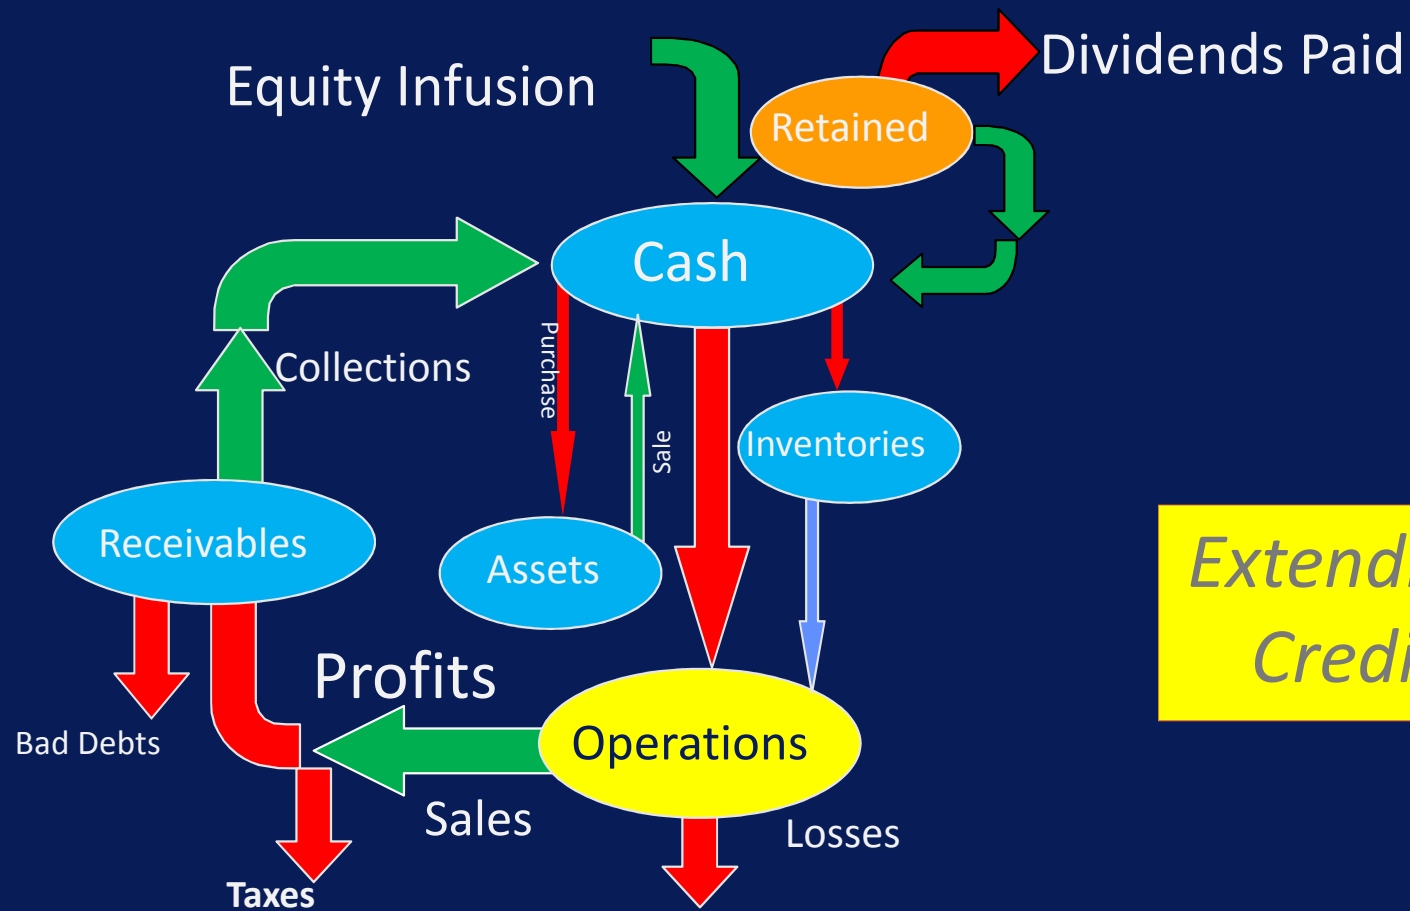 Equity Infusion
Dividends Paid
Retained
Cash
Collections
Purchase
Sale
Inventories
Receivables
Assets
Profits
Operations
Bad Debts
Sales
Losses
Taxes